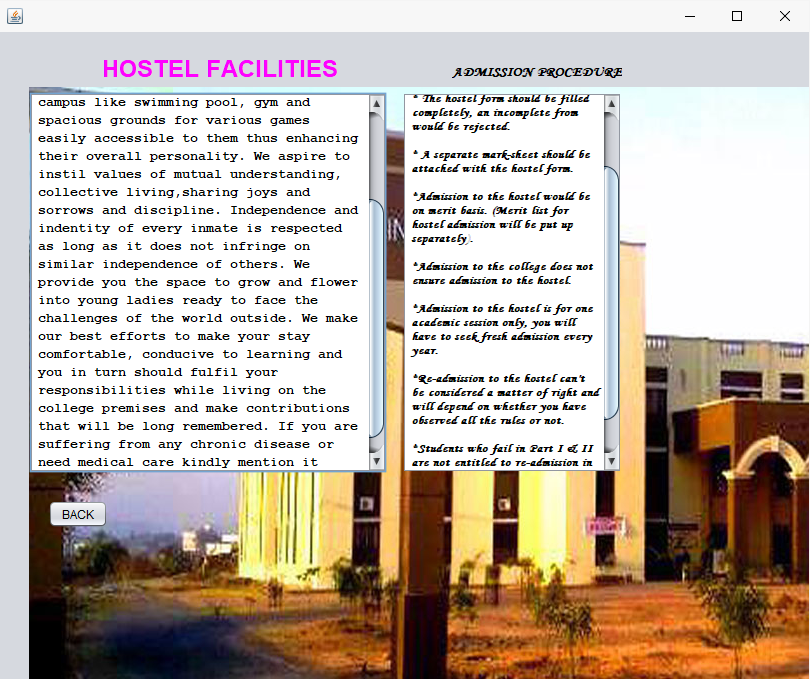 HOSTEL FACILITIES
ADMISSION PROCEDURE
campus like swimming pool, gym and
spacious grounds for various games
easily accessible to them thus enhancing
their overall personality. We aspire to
instil values of mutual understanding,
collective living,sharing joys and
sorrows and discipline. Independence and
indentity of every inmate is respected
as long as it does not infringe on
similar independence of others. We
provide you the space to grow and flower
into young ladies ready to face the
challenges of the world outside. We make
our best efforts to make your stay
comfortable, conducive to learning and
you in turn should fulfil your
responsibilities while living on the
college premises and make contributions
that will be long remembered. If you are
suffering from any chronic disease or
need medical care kindly mention it
* The hostel form should be filled
completely, an incomplete from
would be rejected.
* A separate mark-sheet should be
attached with the hostel form.
*Admission to the hostel would be
on merit basis. (Merit list for
hostel admission will be put up
separately).
*Admission to the college does not
ensure admission to the hostel.
*Admission to the hostel is for one
academic session only, you will
have to seek fresh admission every
year.
*Re-admission to the hostel can't
be considered a matter of right and
will depend on whether you have
observed all the rules or not.
*Students who fail in Part I & II
are not entitled to re-admission in
IN
BACK